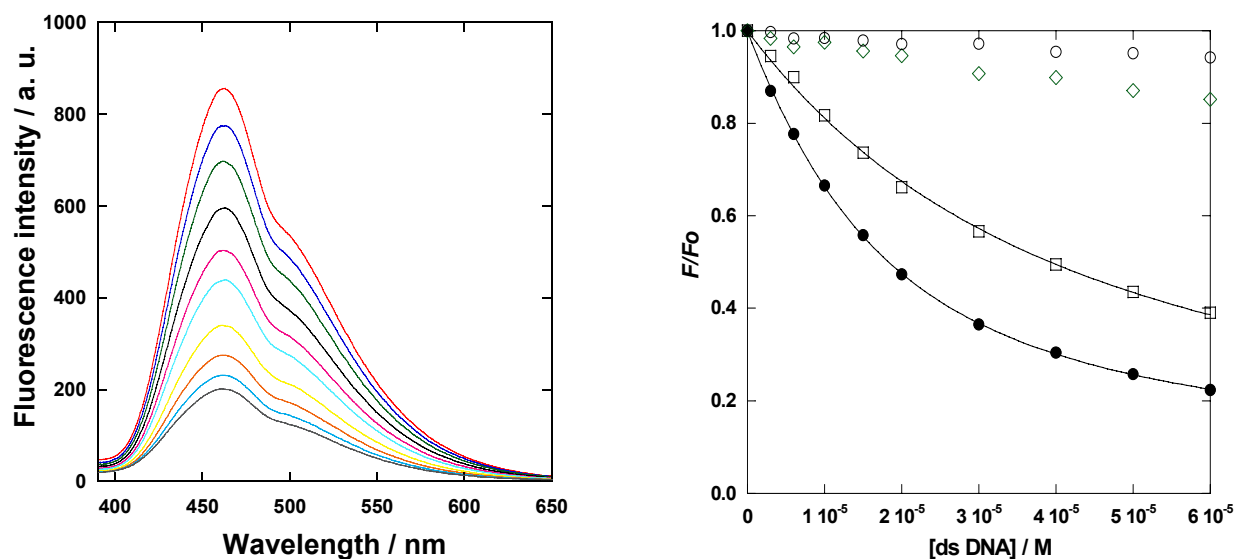 1000
800
600
400
200
0
400 450 500 550 600 650
Wavelength / nm
Fluorescence intensity / a. u.
1.0
0.8
0.6
0.4
0.2
0.0
0 1 10⁻⁵ 2 10⁻⁵ 3 10⁻⁵ 4 10⁻⁵ 5 10⁻⁵ 6 10⁻⁵
[ds DNA] / M
F/Fo